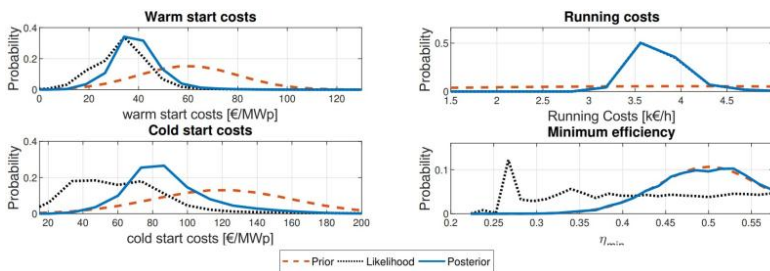 Warm start costs
Probability
0.4
0.2
0
0 20 40 60 80 100 120
warm start costs [€/MWp]
Running costs
Probability
0.5
0
1.5 2 2.5 3 3.5 4 4.5
Running Costs [k€/h]
Cold start costs
Probability
0.4
0.2
0
20 40 60 80 100 120 140 160 180 200
cold start costs [€/MWp]
Minimum efficiency
Probability
0.1
0
0.2 0.25 0.3 0.35 0.4 0.45 0.5 0.55
ηmin
Prior Likelihood Posterior